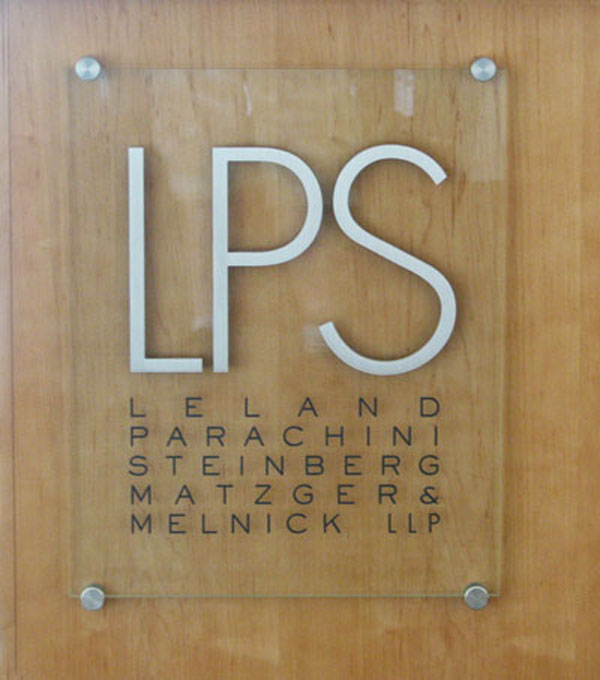 LPS
LELAND
PARACHINI
STEINBERG
MATZGER &
MELNICK LLP